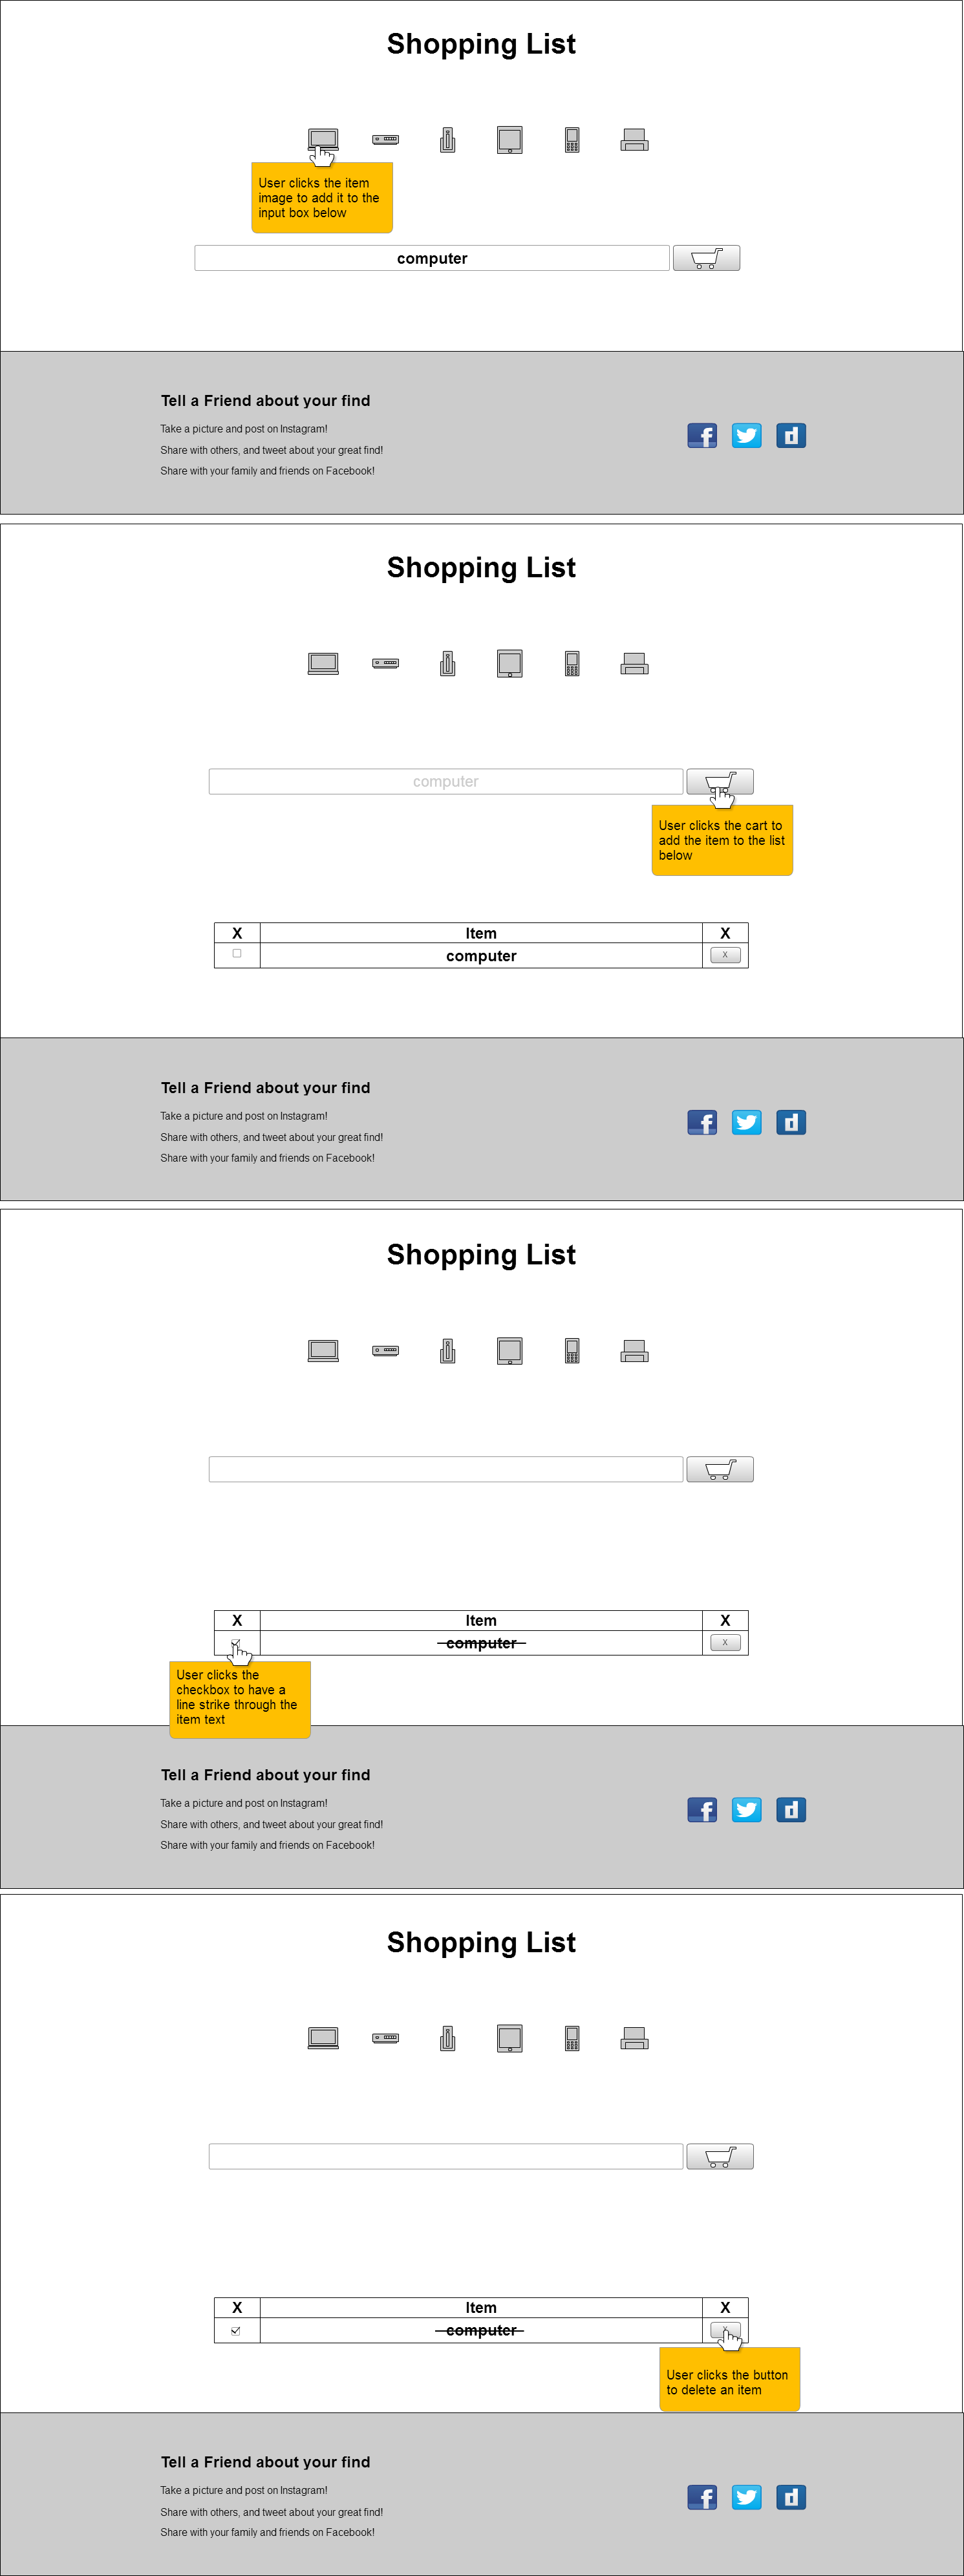 Shopping List
User clicks the item
image to add it to the
input box below
computer
Tell a Friend about your find
Take a picture and post on Instagram!
Share with others, and tweet about your great find!
Share with your family and friends on Facebook!
f
d
Shopping List
computer
User clicks the cart to
add the item to the list
below
X Item X
computer X
Tell a Friend about your find
Take a picture and post on Instagram!
Share with others, and tweet about your great find!
Share with your family and friends on Facebook!
f
d
Shopping List
X Item X
computer X
User clicks the
checkbox to have a
line strike through the
item text
Tell a Friend about your find
Take a picture and post on Instagram!
Share with others, and tweet about your great find!
Share with your family and friends on Facebook!
f
d
Shopping List
X Item X
computer X
User clicks the button
to delete an item
Tell a Friend about your find
Take a picture and post on Instagram!
Share with others, and tweet about your great find!
Share with your family and friends on Facebook!
f
d